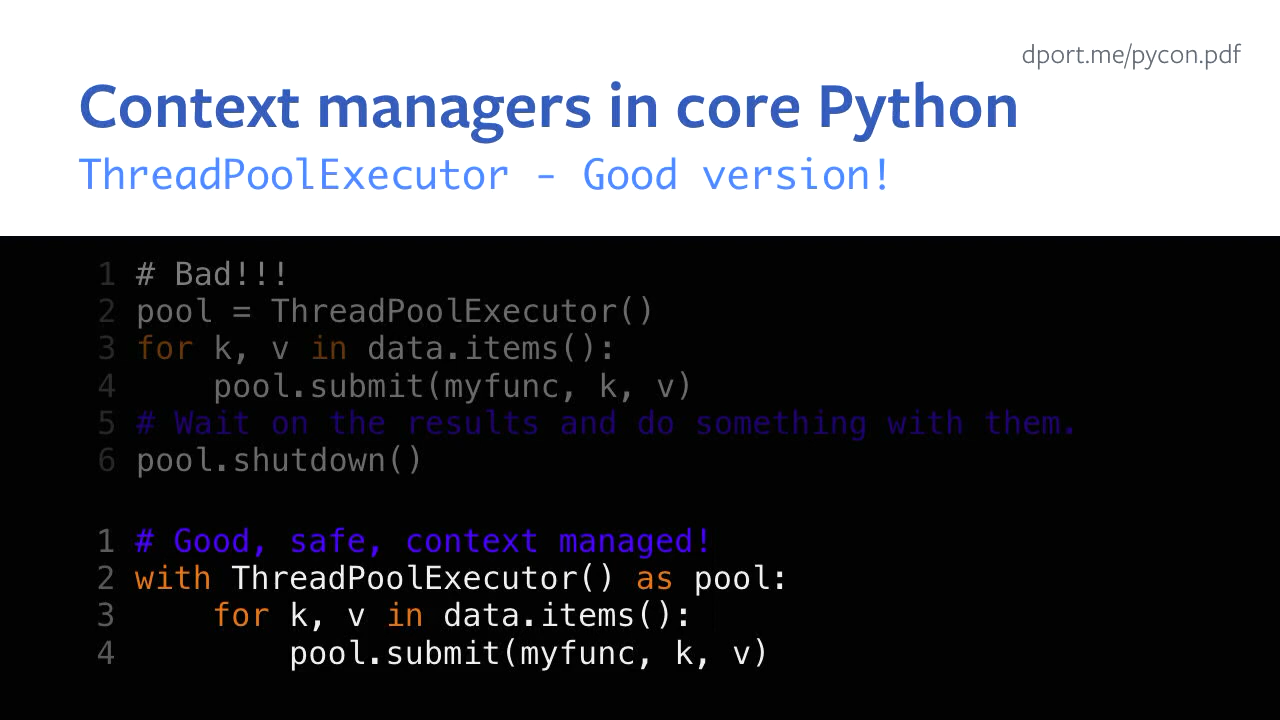 dport.me/pycon.pdf
Context managers in core Python
ThreadPoolExecutor - Good version!
1 # Bad!!!
2 pool = ThreadPoolExecutor()
3 for k, v in data.items():
4     pool.submit(myfunc, k, v)
5 # Wait on the results and do something with them.
6 pool.shutdown()
1 # Good, safe, context managed!
2 with ThreadPoolExecutor() as pool:
3     for k, v in data.items():
4         pool.submit(myfunc, k, v)